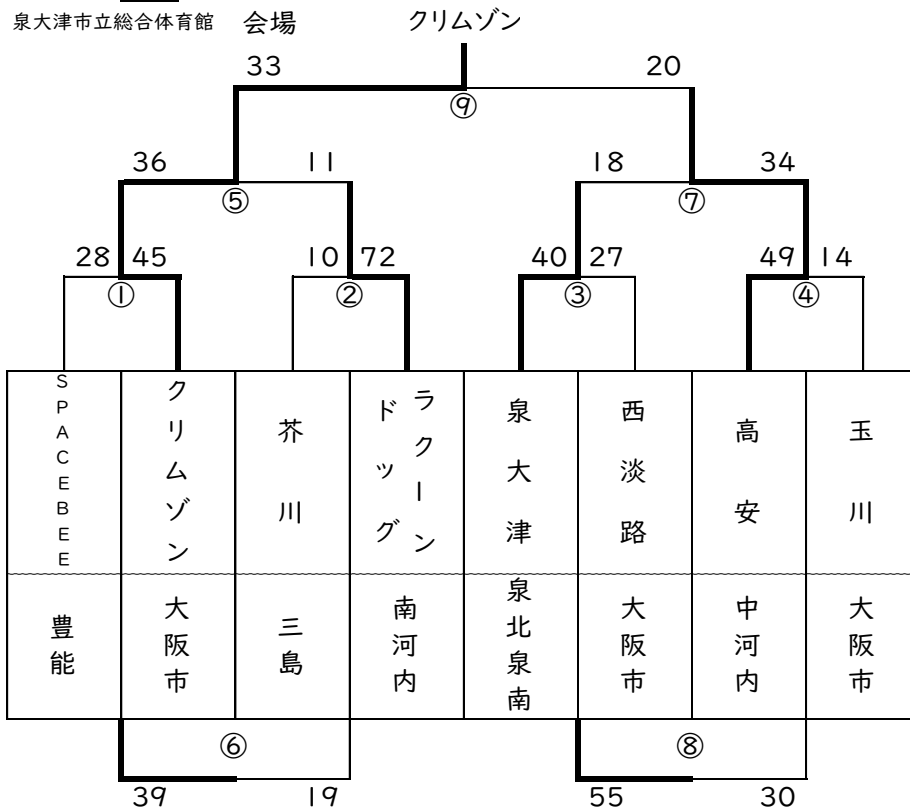 泉大津市立総合体育館 会場 クリムゾン
33 20
⑨
36 11 18 34
⑤ ⑦
28 45 10 72 40 27 49 14
① ② ③ ④
SPACEBEE
クリムゾン
芥川
ラクーン
ドッグ
泉大津
西淡路
高安
玉川
豊能
大阪市
三島
南河内
泉北泉南
大阪市
中河内
大阪市
⑥ ⑧
39 19 55 30